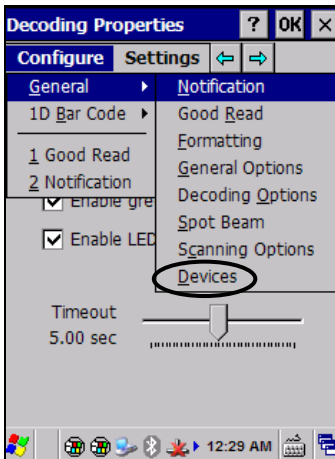 Decoding Properties ? OK ×
Configure Settings
General Notification
1D Bar Code Good Read
Formatting
1 Good Read General Options
2 Notification Decoding Options
Enable gre Spot Beam
Enable LED Scanning Options
Devices
Timeout
5.00 sec
12:29 AM